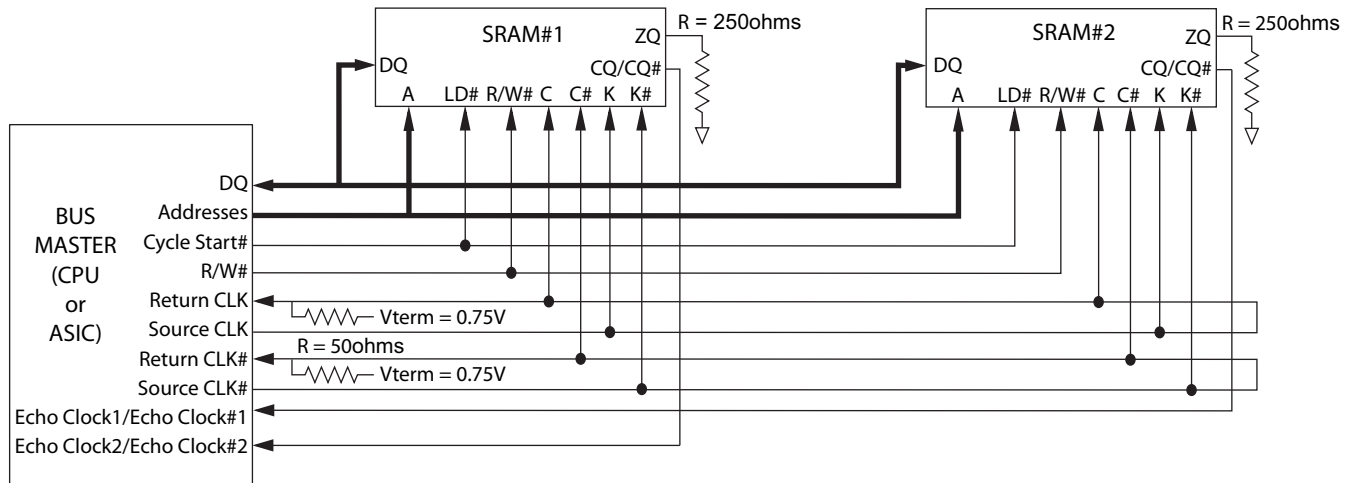 SRAM#1
ZQ
R = 250ohms
CQ/CQ#
DQ
A
LD#
R/W#
C
C#
K
K#
SRAM#2
ZQ
R = 250ohms
CQ/CQ#
DQ
A
LD#
R/W#
C
C#
K
K#
BUS
MASTER
(CPU
or
ASIC)
DQ
Addresses
Cycle Start#
R/W#
Return CLK
Vterm = 0.75V
Source CLK
R = 50ohms
Return CLK#
Vterm = 0.75V
Source CLK#
Echo Clock1/Echo Clock#1
Echo Clock2/Echo Clock#2